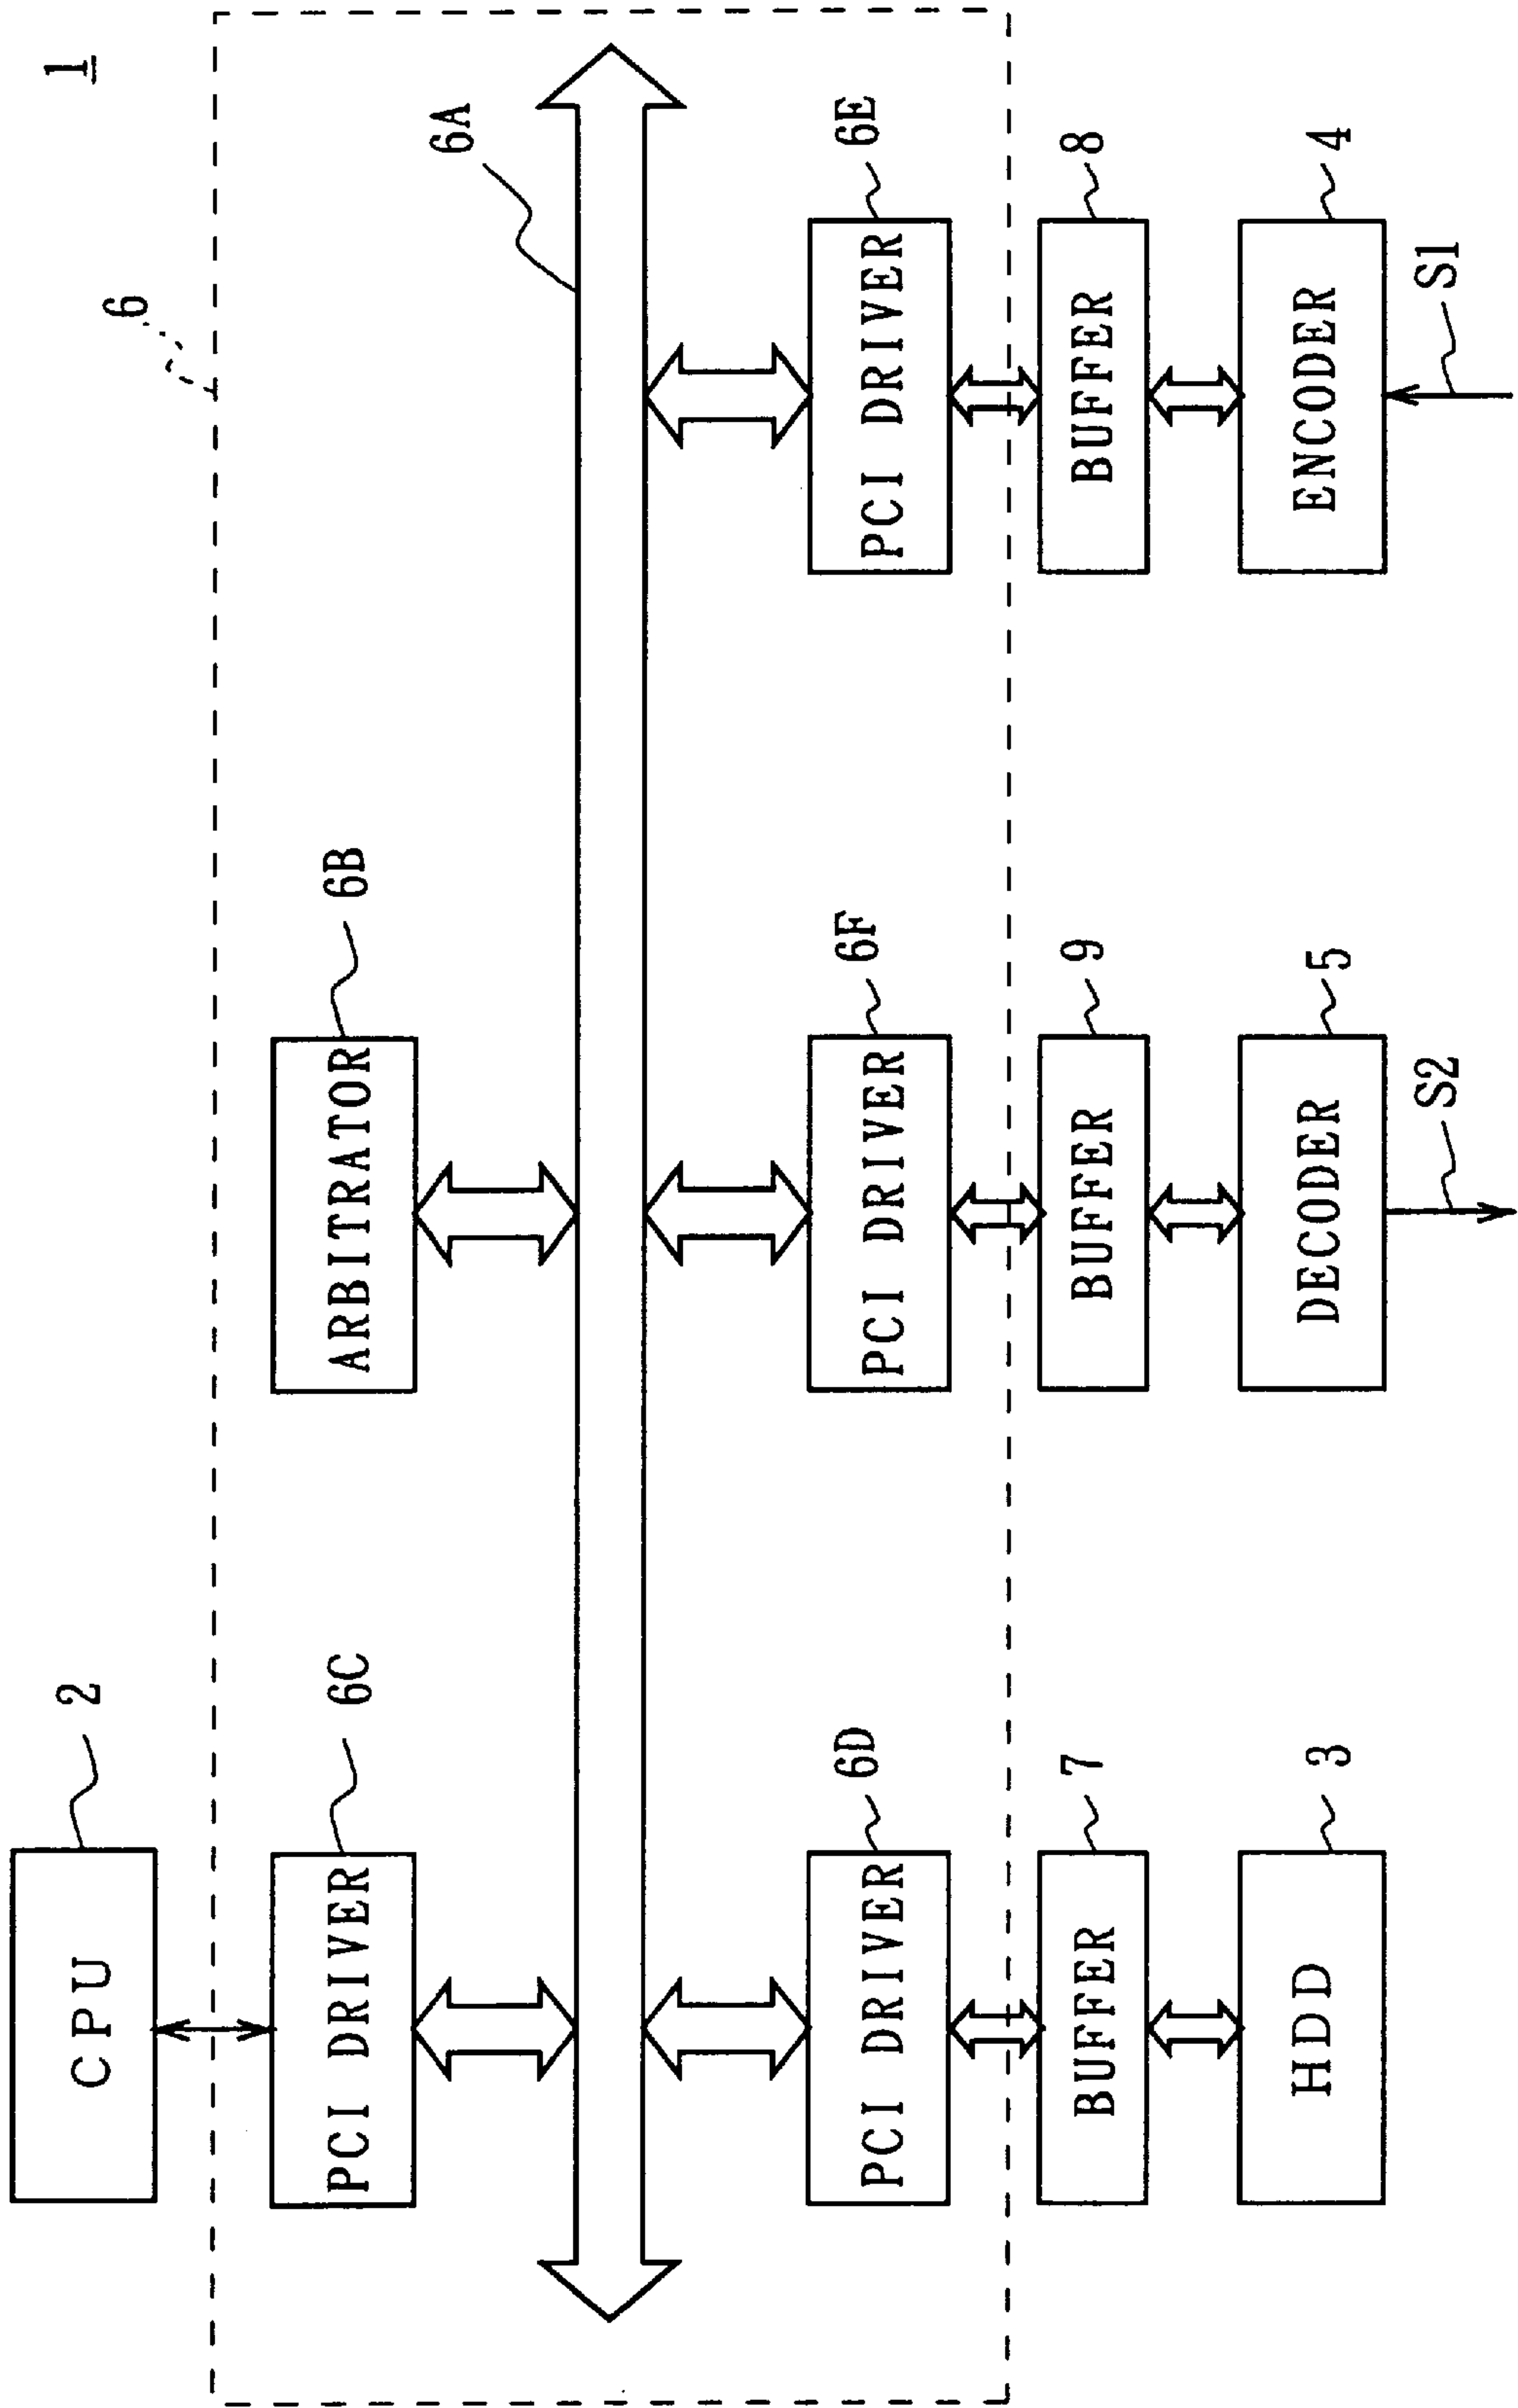 1
6
6A
2
CPU
6C
PCI DRIVER
6B
ARBITRATOR
6D
PCI DRIVER
6F
PCI DRIVER
6E
PCI DRIVER
7
BUFFER
9
BUFFER
8
BUFFER
3
HDD
5
DECODER
4
ENCODER
S2
S1